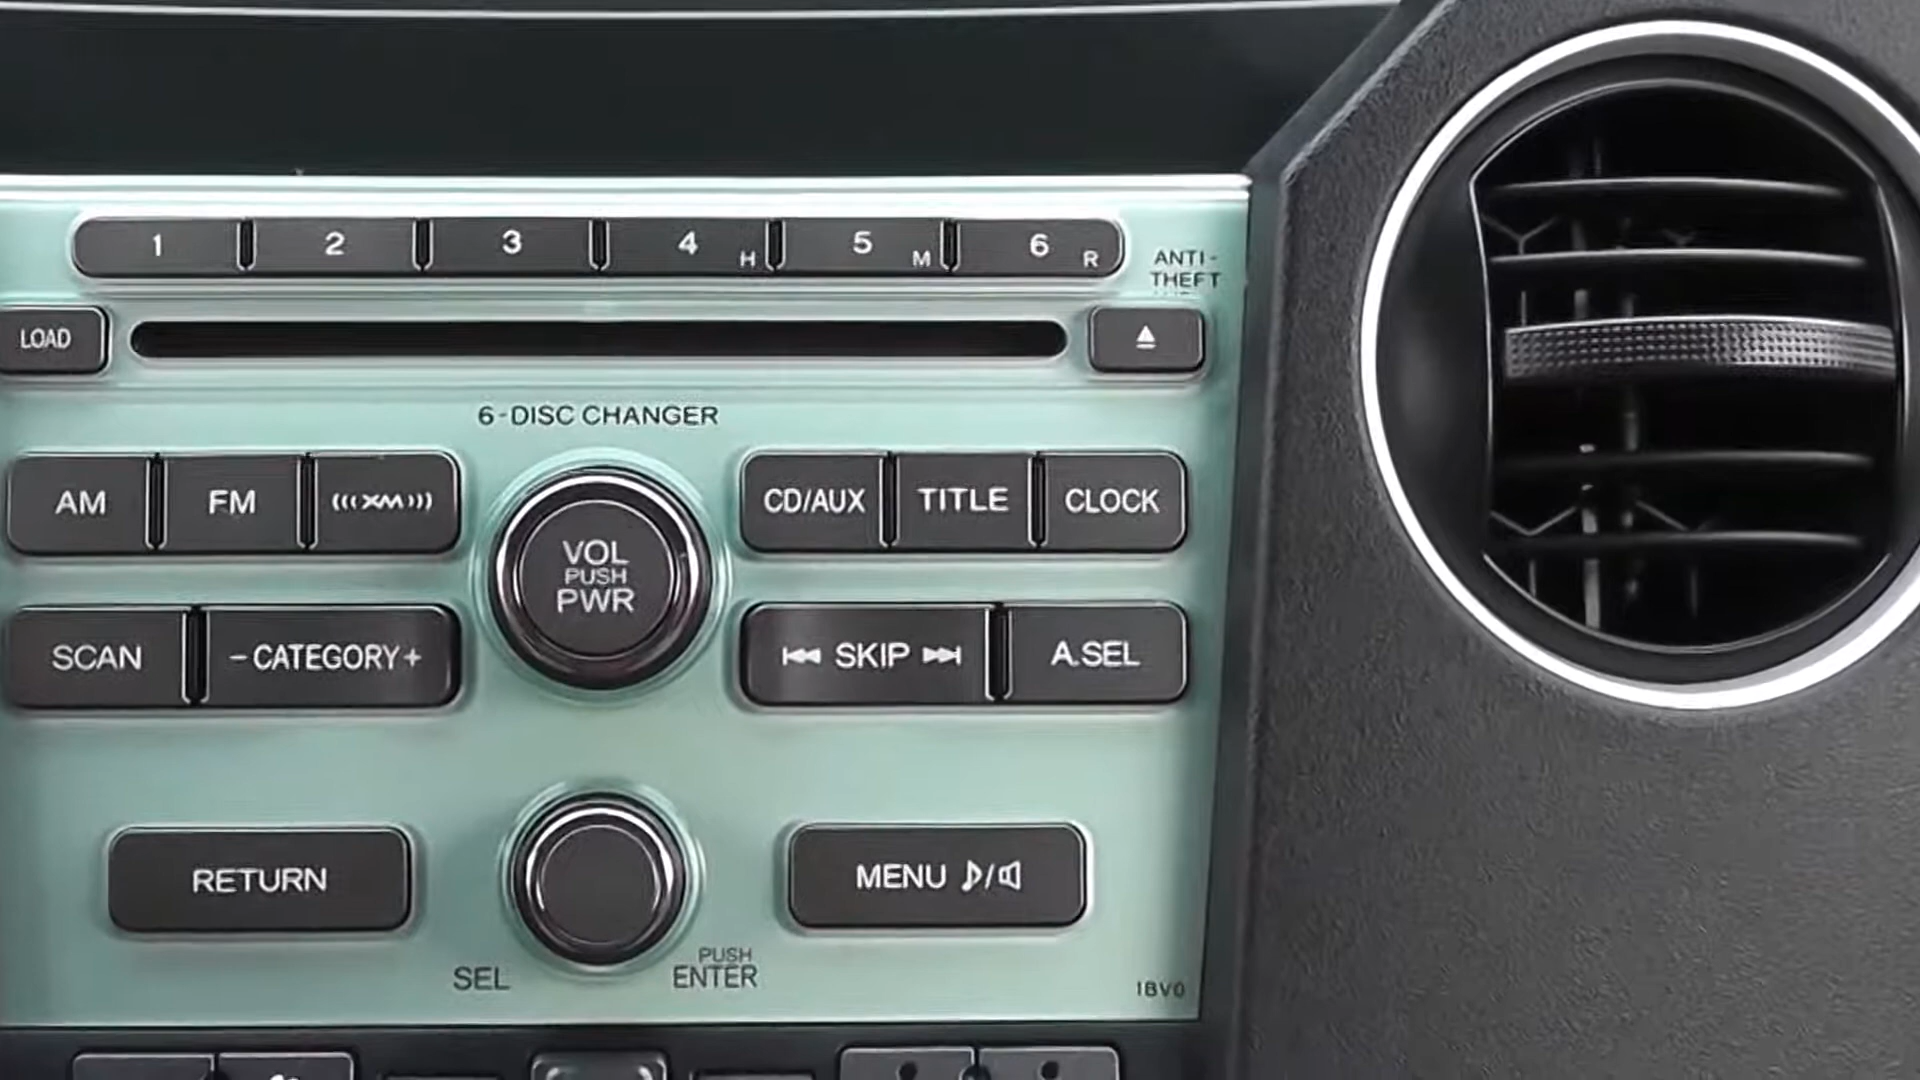 1 2 3 4 H 5 M 6 R
ANTI-
THEFT
LOAD
6-DISC CHANGER
AM FM XM CD/AUX TITLE CLOCK
VOL
PUSH
PWR
SCAN -CATEGORY+ SKIP A.SEL
RETURN MENU
SEL PUSH
ENTER
1BV0